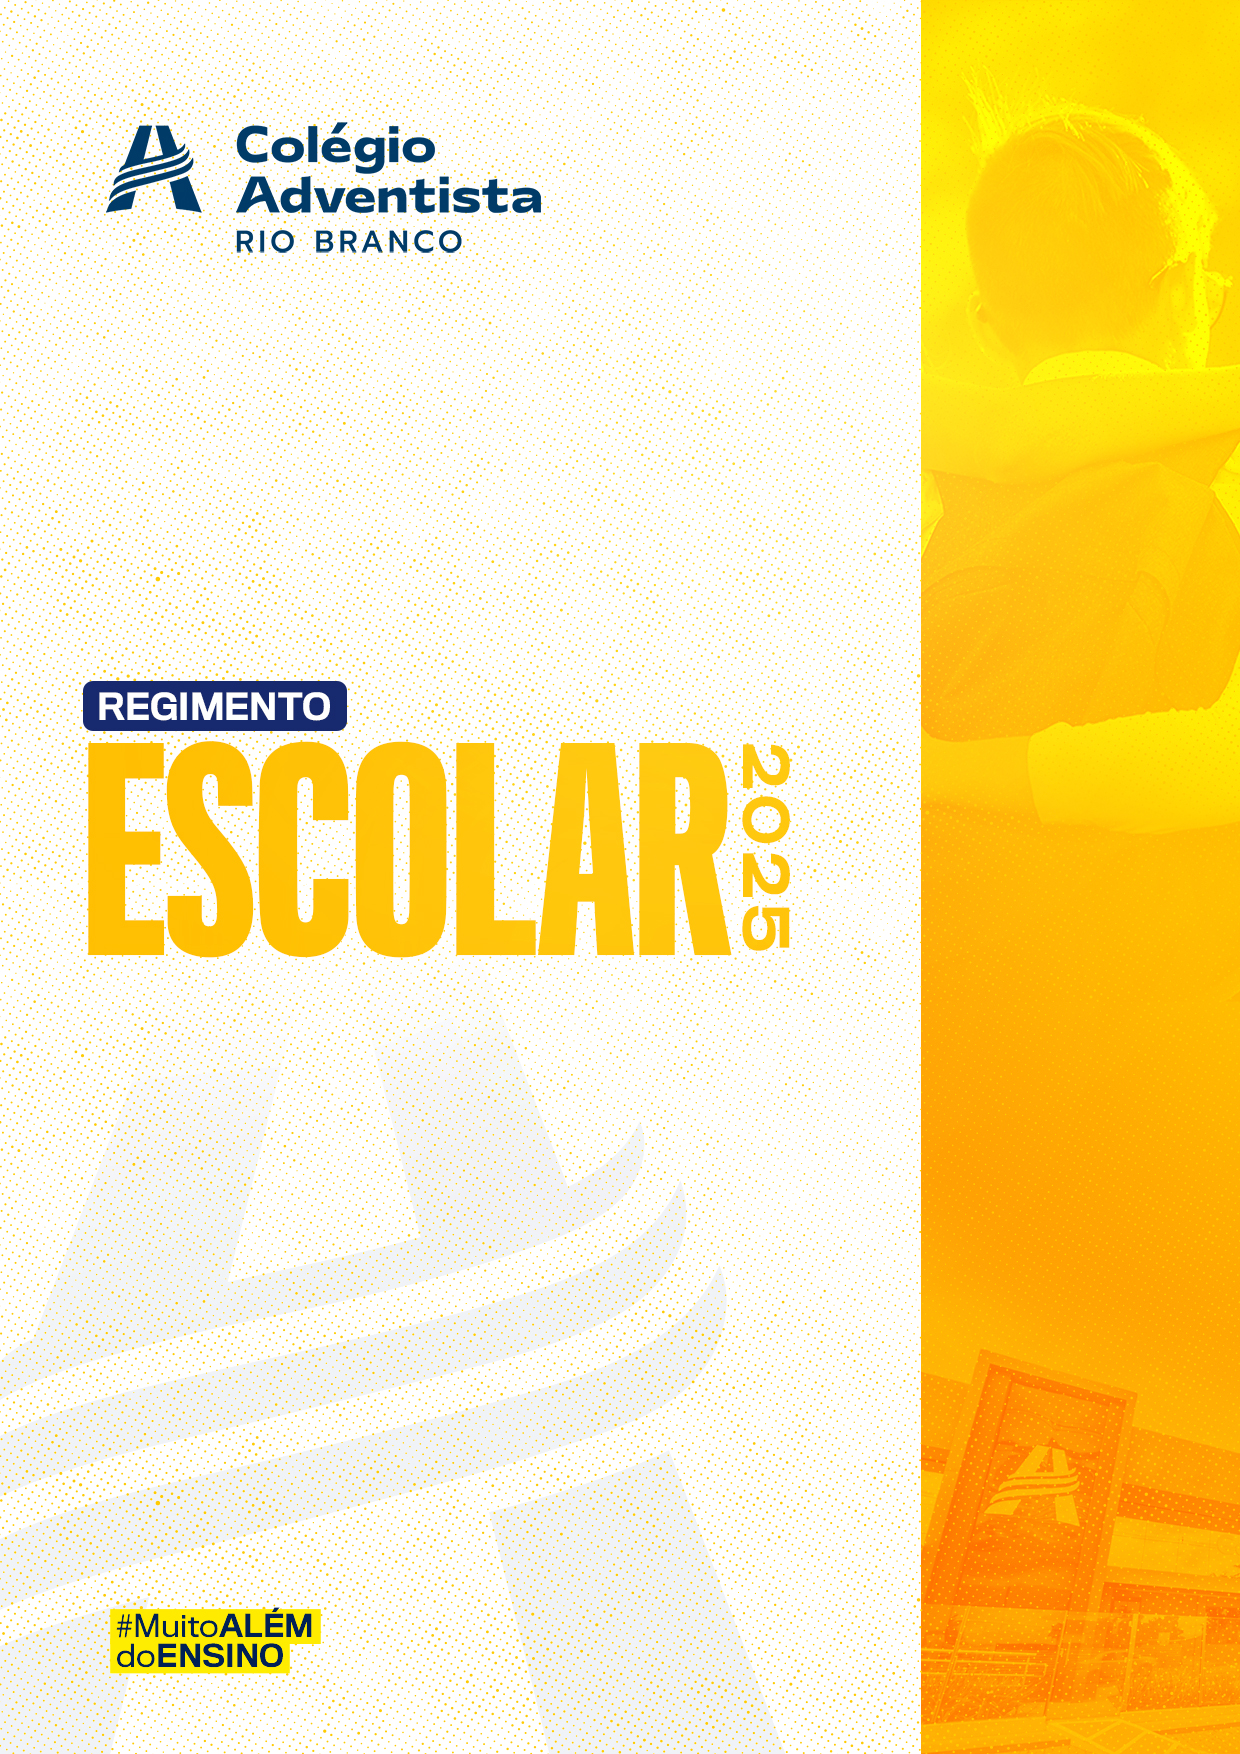 Colégio
Adventista
RIO BRANCO
REGIMENTO
ESCOLAR
2025
#MuitoALÉM
doENSINO